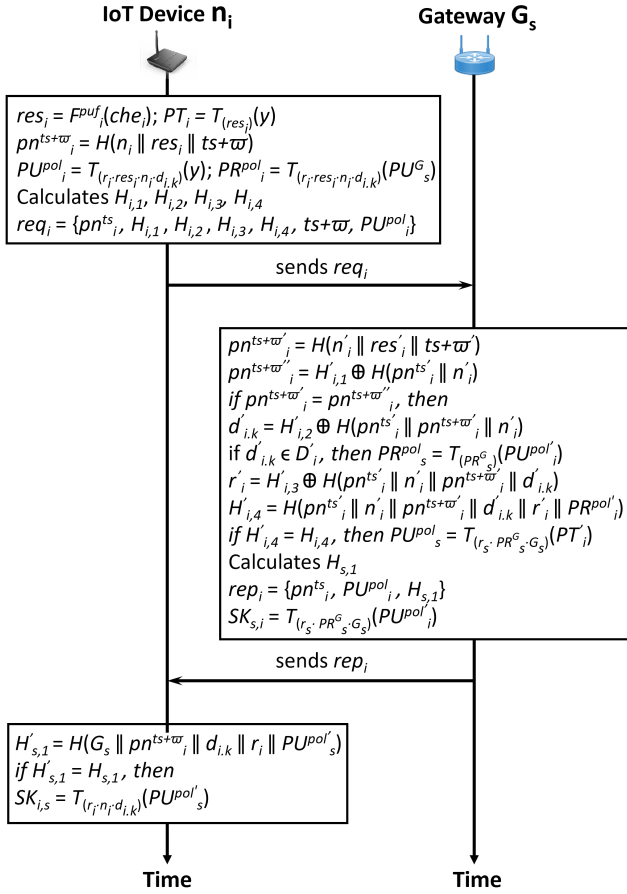 IoT Device nᵢ
Gateway Gₛ
resᵢ = F^puf_i(cheᵢ); PTᵢ = T_(res_i)(y)
pn^ts+ϖ_i = H(nᵢ ‖ resᵢ ‖ ts+ϖ)
PU^pol_i = T_(r_i·res_i·n_i·d_i.k)(y); PR^pol_i = T_(r_i·res_i·n_i·d_i.k)(PU^G_s)
Calculates H_i,1, H_i,2, H_i,3, H_i,4
req_i = {pn^ts_i, H_i,1, H_i,2, H_i,3, H_i,4, ts+ϖ, PU^pol_i}
sends req_i
pn^ts+ϖ'_i = H(n'_i ‖ res'_i ‖ ts+ϖ')
pn^ts+ϖ''_i = H'_i,1 ⊕ H(pn^ts'_i ‖ n'_i)
if pn^ts+ϖ'_i = pn^ts+ϖ''_i, then
d'_i.k = H'_i,2 ⊕ H(pn^ts'_i ‖ pn^ts+ϖ'_i ‖ n'_i)
if d'_i.k ϵ D'_i, then PR^pol_s = T_(PR^G_s)(PU^pol'_i)
r'_i = H'_i,3 ⊕ H(pn^ts'_i ‖ n'_i ‖ pn^ts+ϖ'_i ‖ d'_i.k)
H'_i,4 = H(pn^ts'_i ‖ n'_i ‖ pn^ts+ϖ'_i ‖ d'_i.k ‖ r'_i ‖ PR^pol'_i)
if H'_i,4 = H_i,4, then PU^pol_s = T_(r_s·PR^G_s·G_s)(PT'_i)
Calculates H_s,1
rep_i = {pn^ts_i, PU^pol_i, H_s,1}
SK_s,i = T_(r_s·PR^G_s·G_s)(PU^pol'_i)
sends rep_i
H'_s,1 = H(G_s ‖ pn^ts+ϖ_i ‖ d_i.k ‖ r_i ‖ PU^pol'_s)
if H'_s,1 = H_s,1, then
SK_i,s = T_(r_i·n_i·d_i.k)(PU^pol'_s)
Time
Time